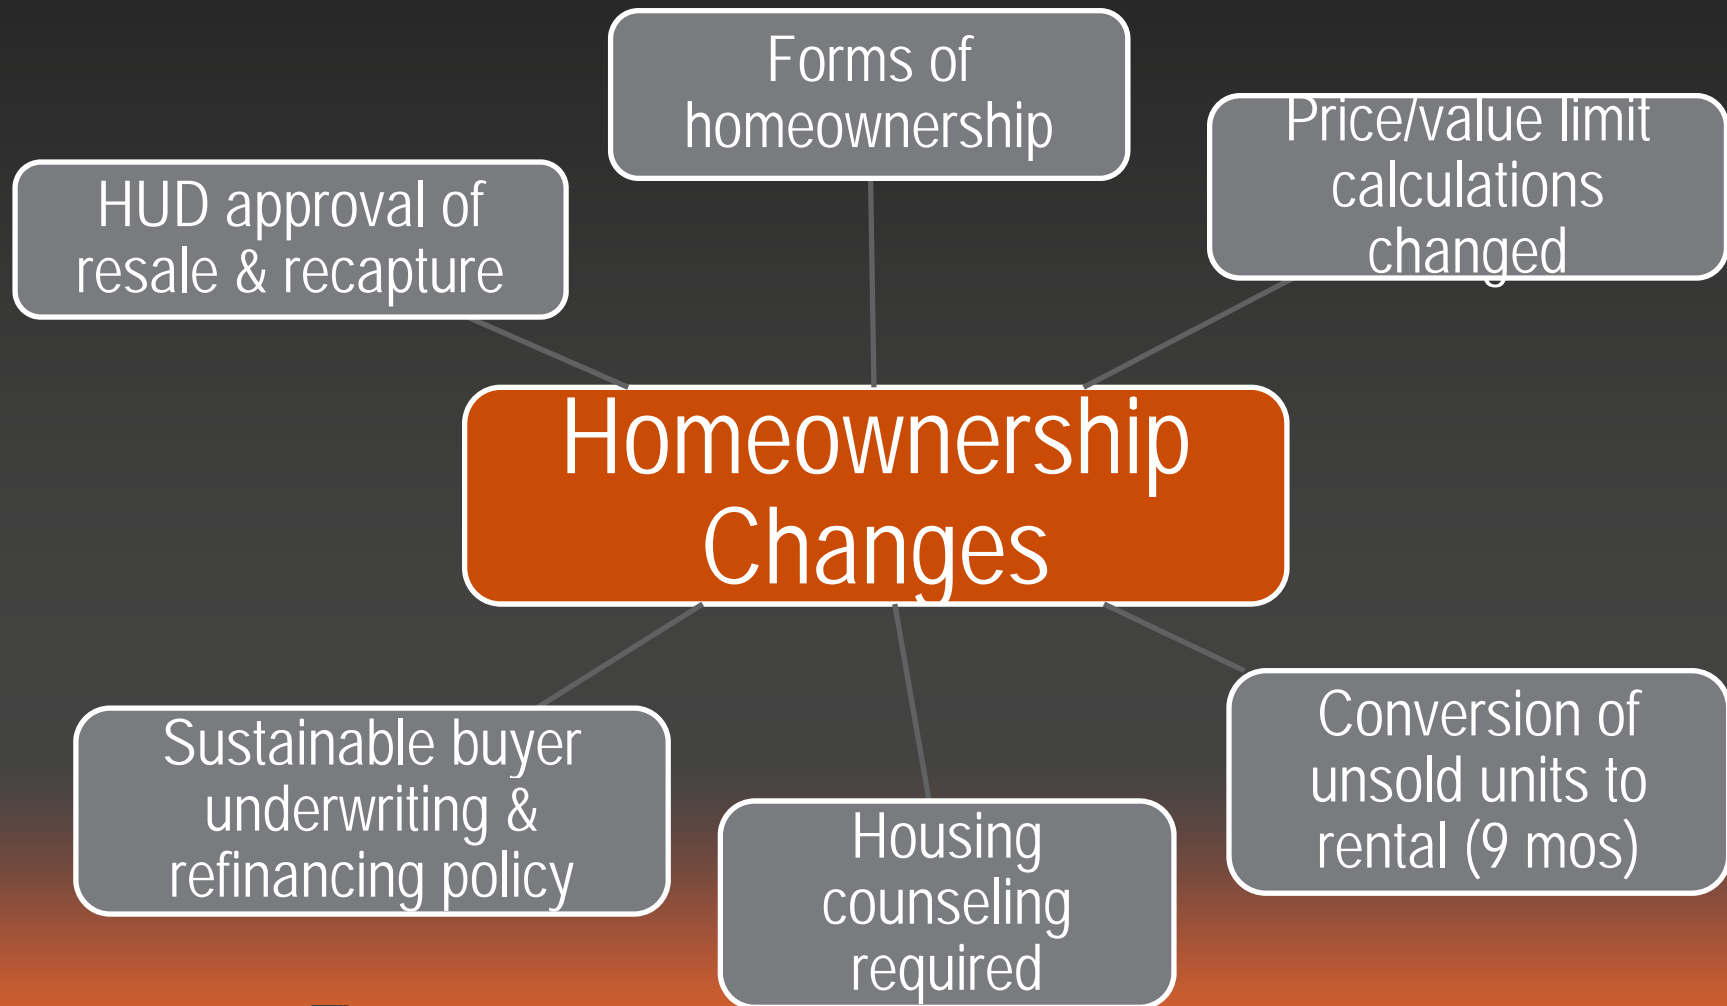 Forms of
homeownership
Price/value limit
calculations
changed
HUD approval of
resale & recapture
Homeownership
Changes
Sustainable buyer
underwriting &
refinancing policy
Housing
counseling
required
Conversion of
unsold units to
rental (9 mos)